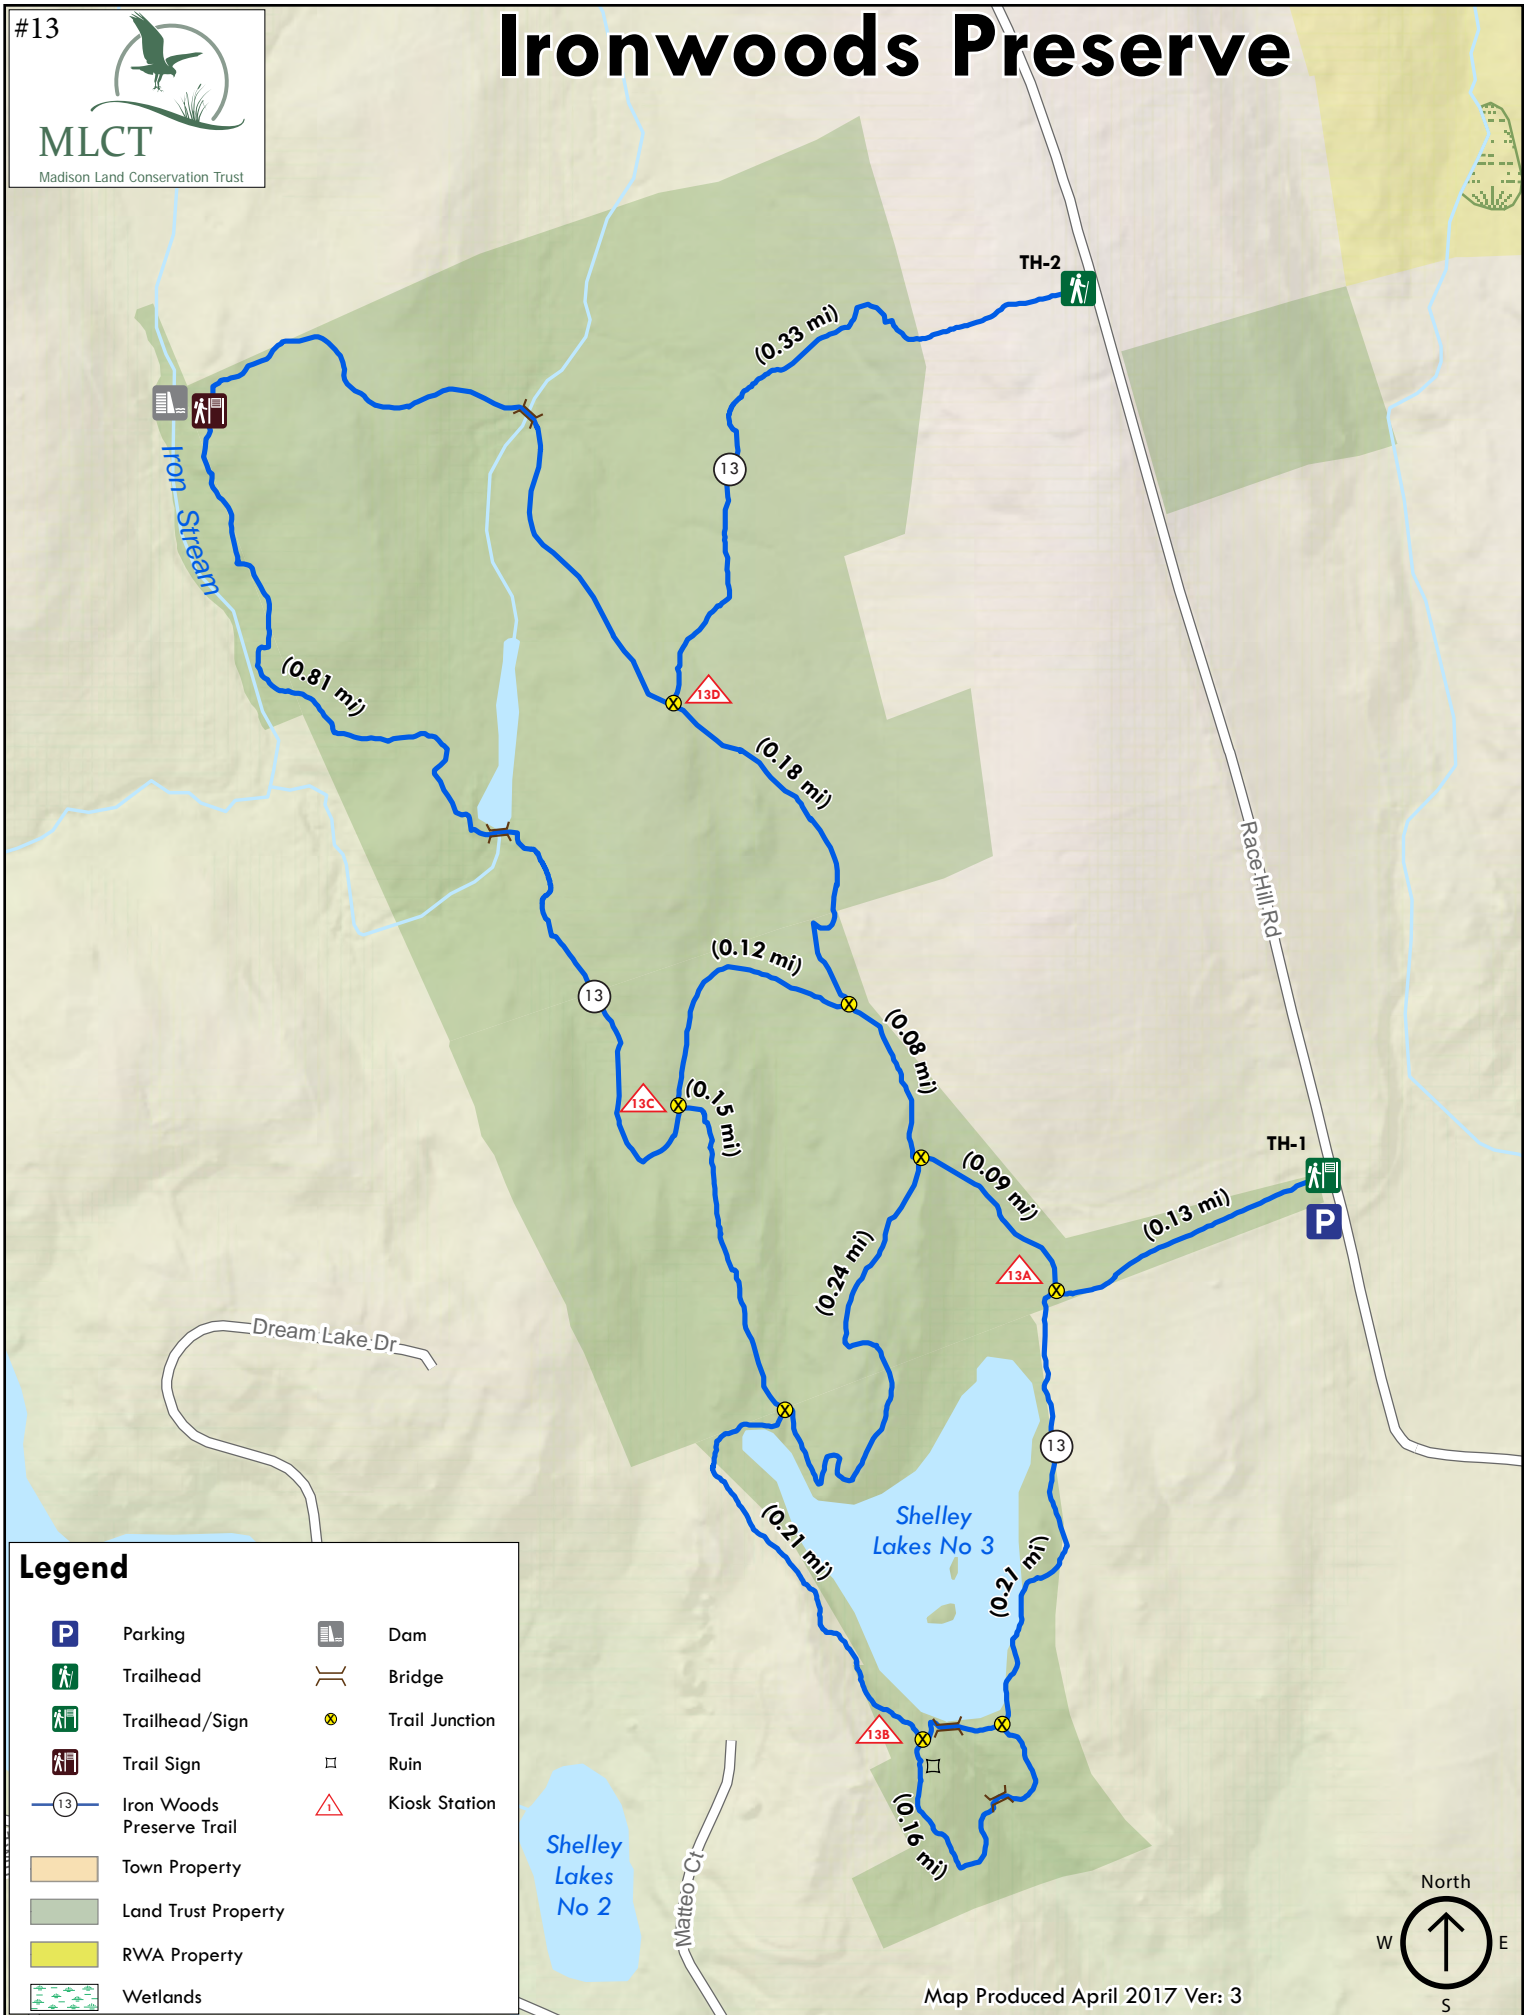 #13
MLCT
Madison Land Conservation Trust
Ironwoods Preserve
TH-2
(0.33 mi)
13
Iron Stream
(0.81 mi)
13D
(0.18 mi)
Race Hill Rd
(0.12 mi)
13
(0.08 mi)
13C
(0.15 mi)
TH-1
(0.09 mi)
(0.13 mi)
P
(0.24 mi)
13A
Dream Lake Dr
13
Shelley
Lakes No 3
(0.21 mi)
(0.21 mi)
13B
(0.16 mi)
Shelley
Lakes
No 2
Matteo Ct
Legend
P Parking
Trailhead
Trailhead/Sign
Trail Sign
13 Iron Woods
Preserve Trail
Town Property
Land Trust Property
RWA Property
Wetlands
Dam
Bridge
X Trail Junction
Ruin
1 Kiosk Station
North
W E
S
Map Produced April 2017 Ver: 3